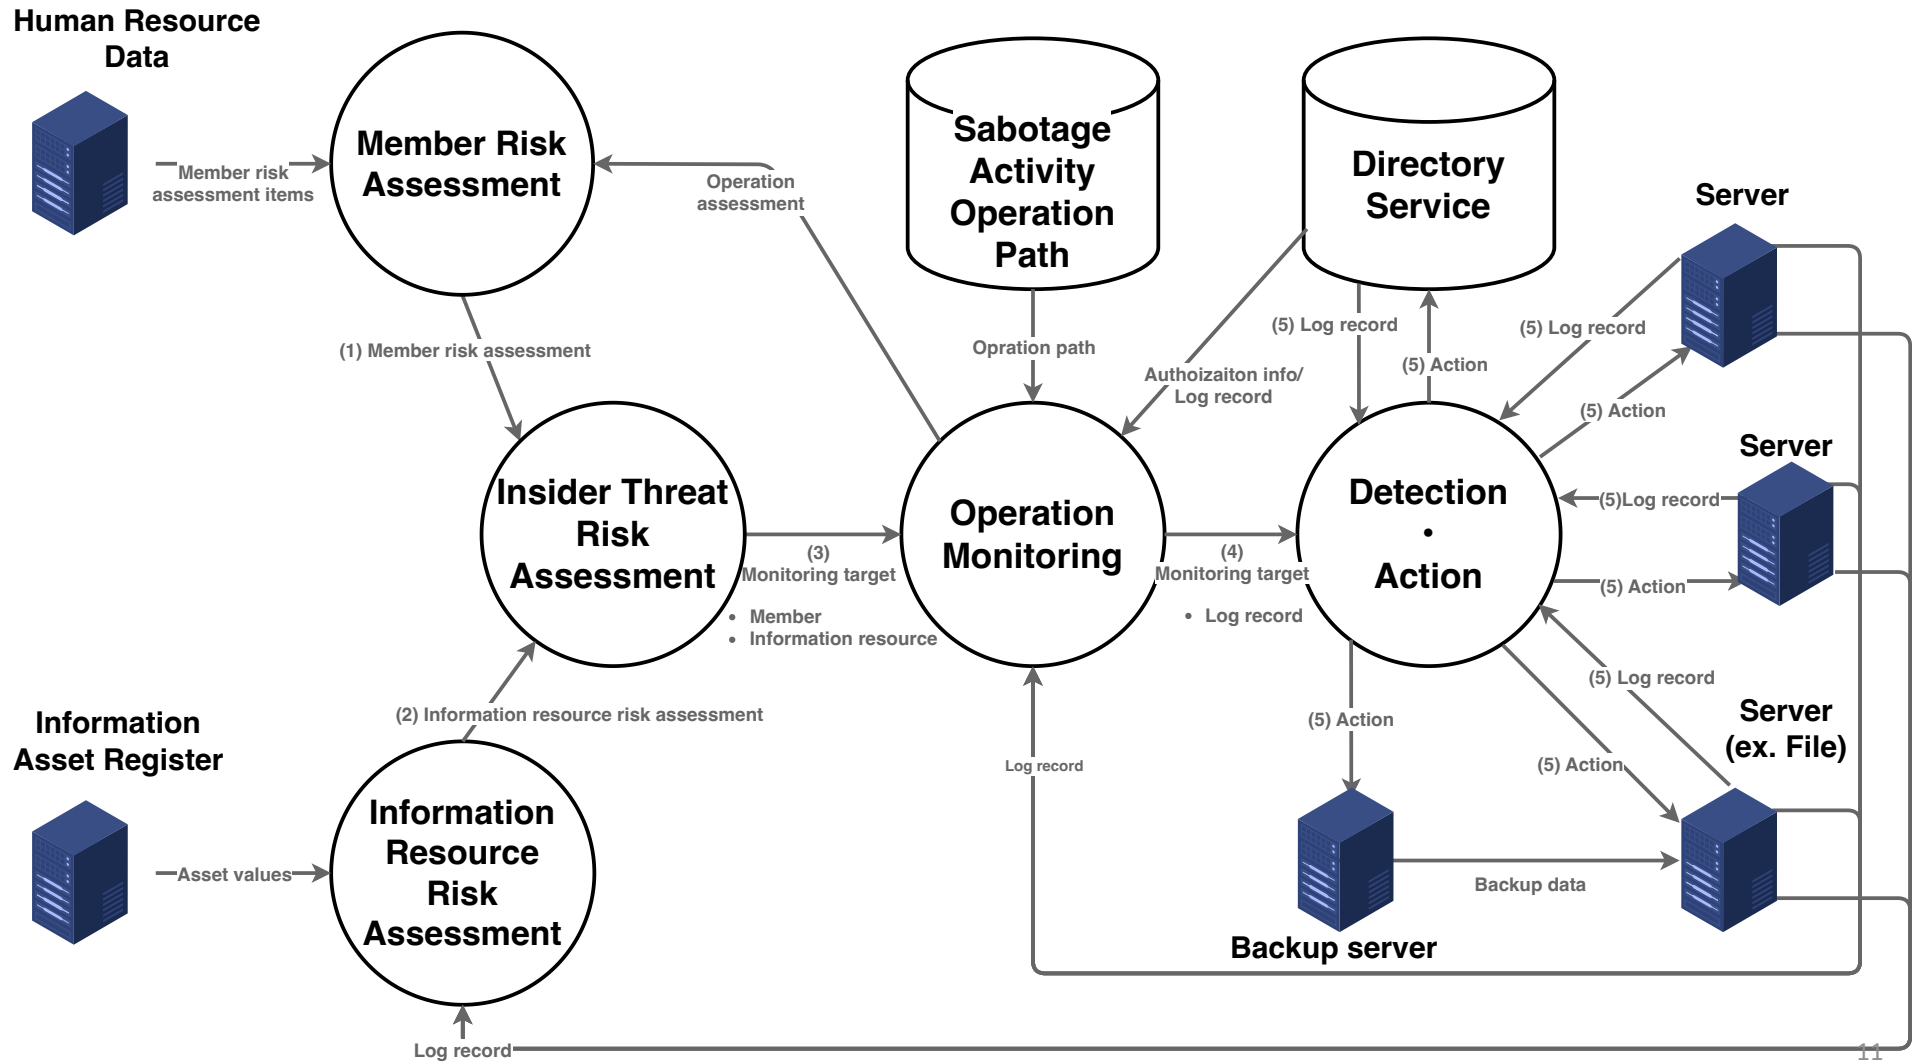 Human Resource
Data
Member risk
assessment items
Member Risk
Assessment
Operation
assessment
Sabotage
Activity
Operation
Path
Directory
Service
Server
(1) Member risk assessment
Opration path
Authoizaiton info/
Log record
(5) Log record
(5) Action
(5) Log record
(5) Action
Server
Insider Threat
Risk
Assessment
(3)
Monitoring target
• Member
• Information resource
Operation
Monitoring
(4)
Monitoring target
• Log record
Detection
•
Action
(5)Log record
(5) Action
(5) Log record
(5) Action
(5) Action
Server
(ex. File)
(2) Information resource risk assessment
Information
Asset Register
Asset values
Information
Resource
Risk
Assessment
Log record
Backup data
Backup server
Log record
11